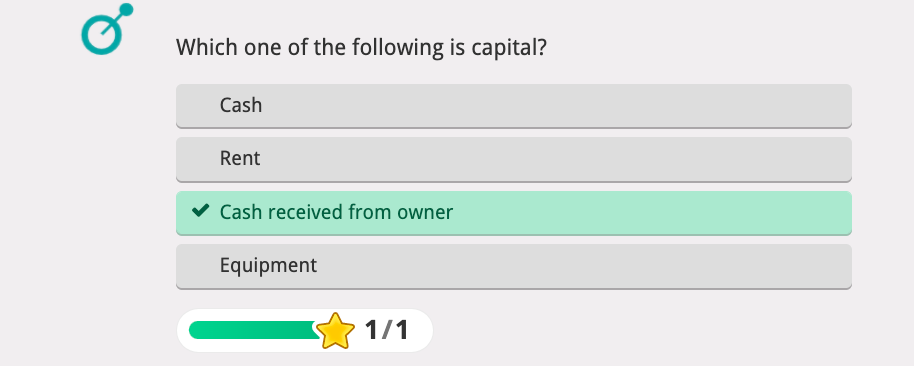 Which one of the following is capital?
Cash
Rent
Cash received from owner
Equipment
1/1